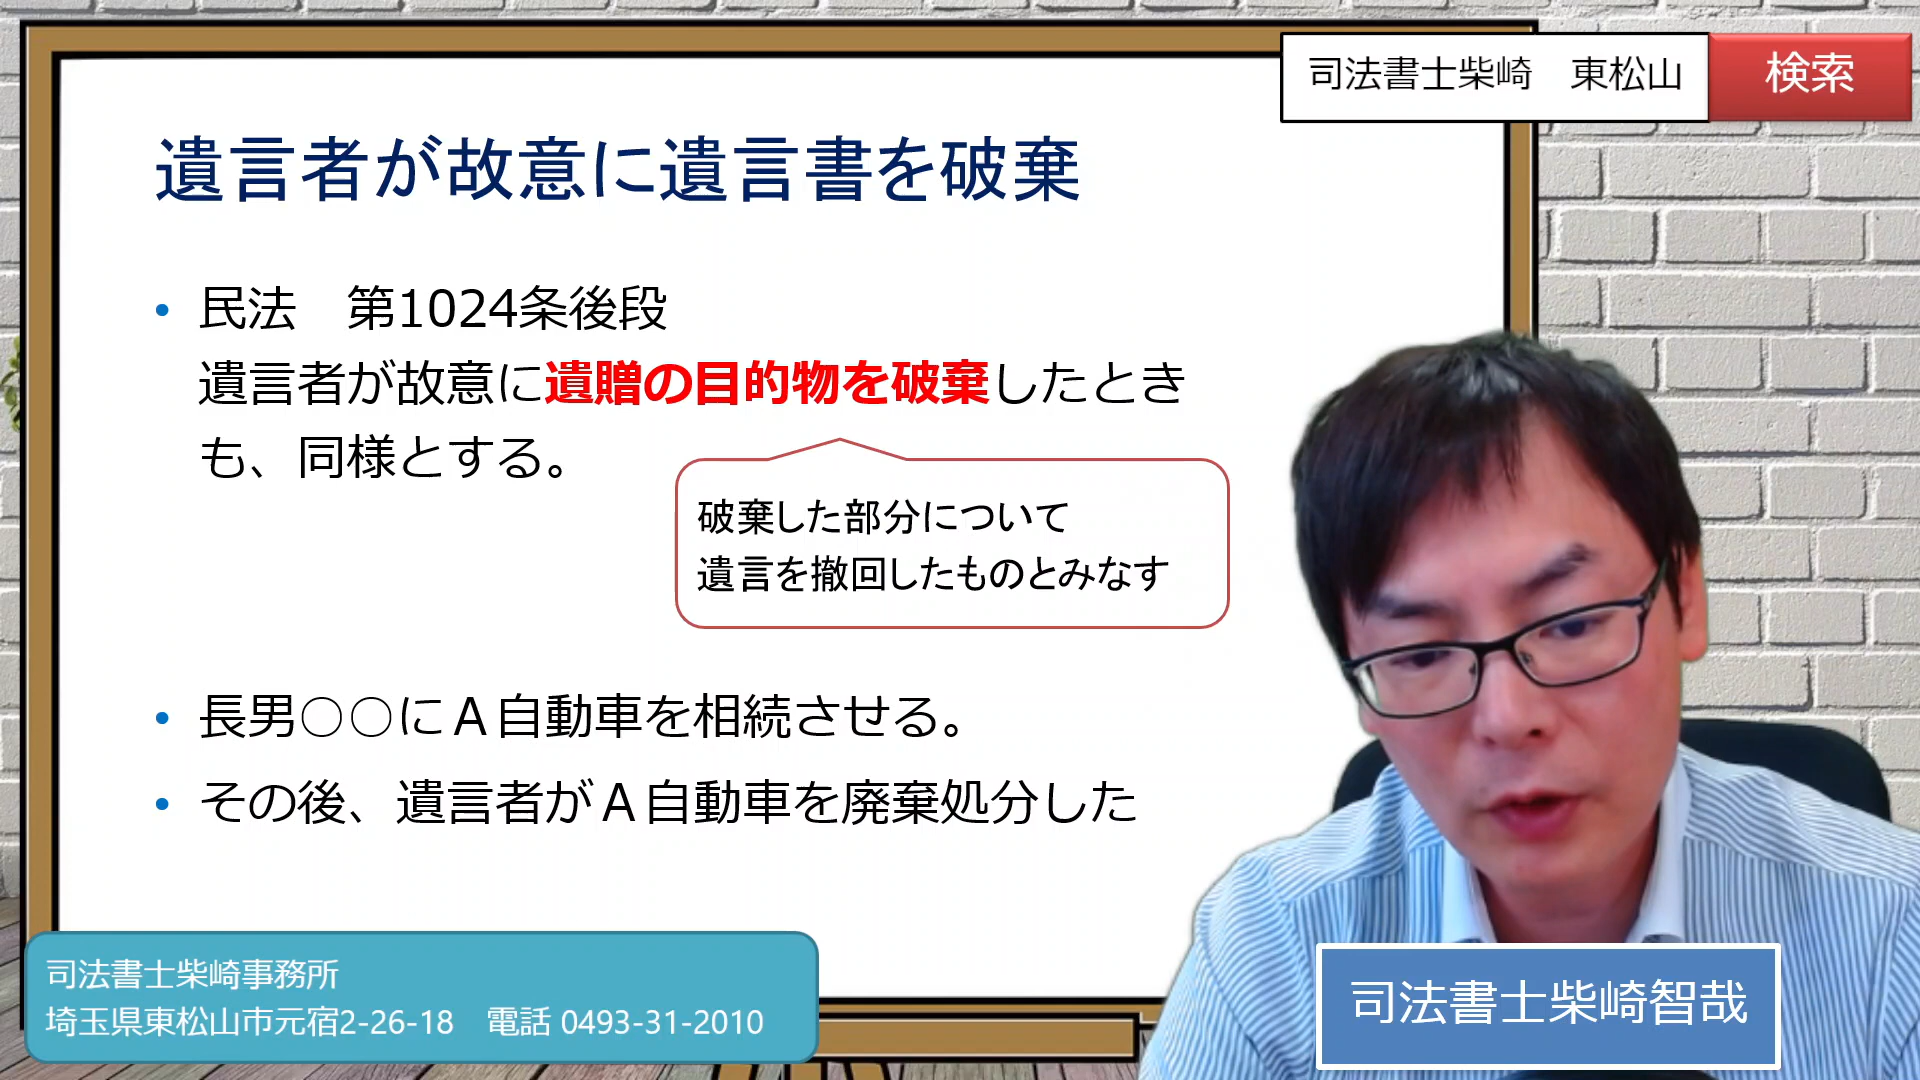 司法書士柴崎　東松山
検索
遺言者が故意に遺言書を破棄
• 民法　第1024条後段
遺言者が故意に遺贈の目的物を破棄したとき
も、同様とする。
破棄した部分について
遺言を撤回したものとみなす
• 長男○○にＡ自動車を相続させる。
• その後、遺言者がＡ自動車を廃棄処分した
司法書士柴崎事務所
埼玉県東松山市元宿2-26-18　電話 0493-31-2010
司法書士柴崎智哉